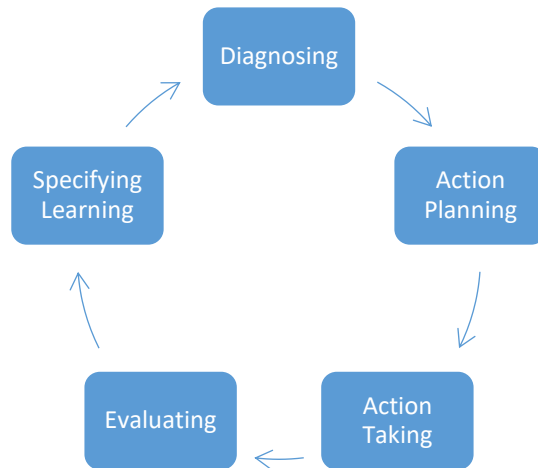 Diagnosing
Action
Planning
Action
Taking
Evaluating
Specifying
Learning